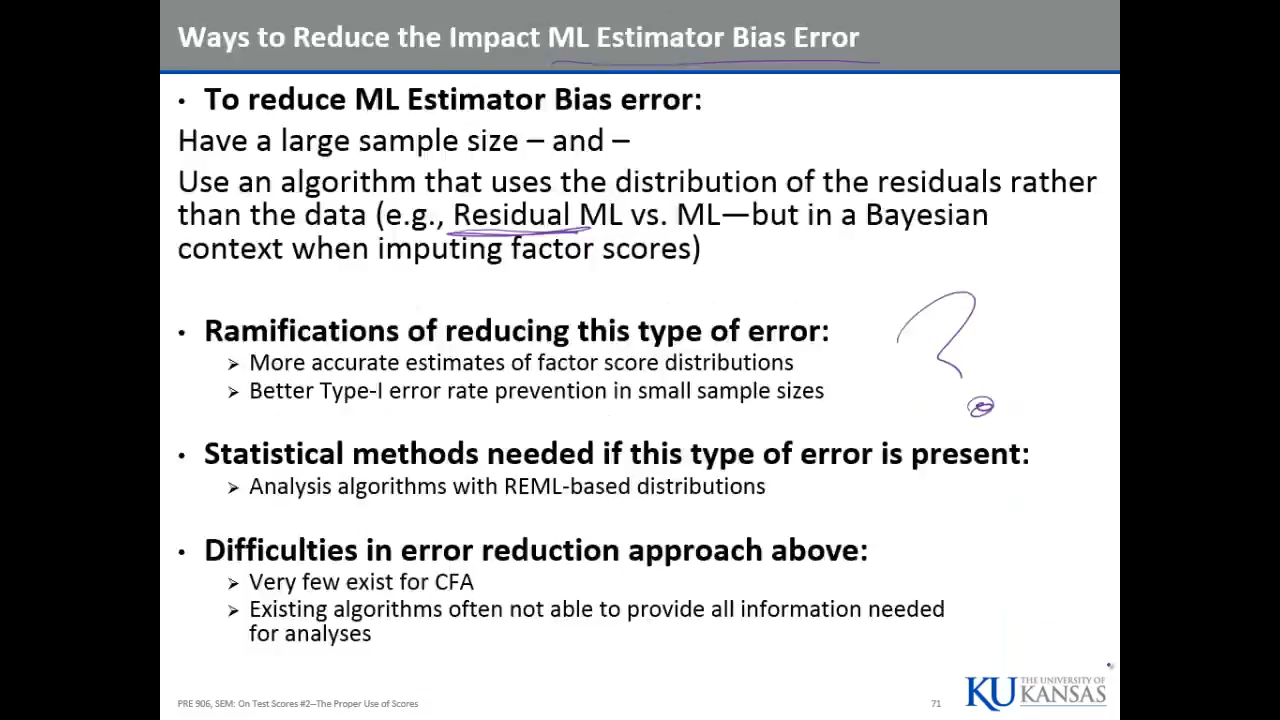 Ways to Reduce the Impact ML Estimator Bias Error
• To reduce ML Estimator Bias error:
Have a large sample size – and –
Use an algorithm that uses the distribution of the residuals rather
than the data (e.g., Residual ML vs. ML—but in a Bayesian
context when imputing factor scores)
• Ramifications of reducing this type of error:
➢ More accurate estimates of factor score distributions
➢ Better Type-I error rate prevention in small sample sizes
?
• Statistical methods needed if this type of error is present:
➢ Analysis algorithms with REML-based distributions
• Difficulties in error reduction approach above:
➢ Very few exist for CFA
➢ Existing algorithms often not able to provide all information needed
for analyses
PRE 906, SEM: On Test Scores #2--The Proper Use of Scores
71
KU THE UNIVERSITY OF
KANSAS